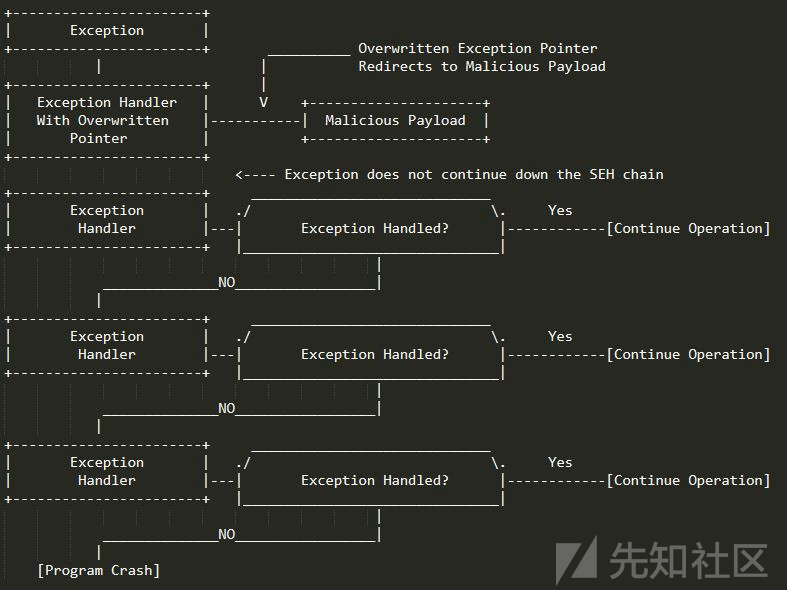 Exception
Overwritten Exception Pointer
Redirects to Malicious Payload
Exception Handler
With Overwritten
Pointer
V
Malicious Payload
<---- Exception does not continue down the SEH chain
Exception
Handler
Exception Handled?
Yes
[Continue Operation]
NO
Exception
Handler
Exception Handled?
Yes
[Continue Operation]
NO
Exception
Handler
Exception Handled?
Yes
[Continue Operation]
NO
[Program Crash]
先知社区